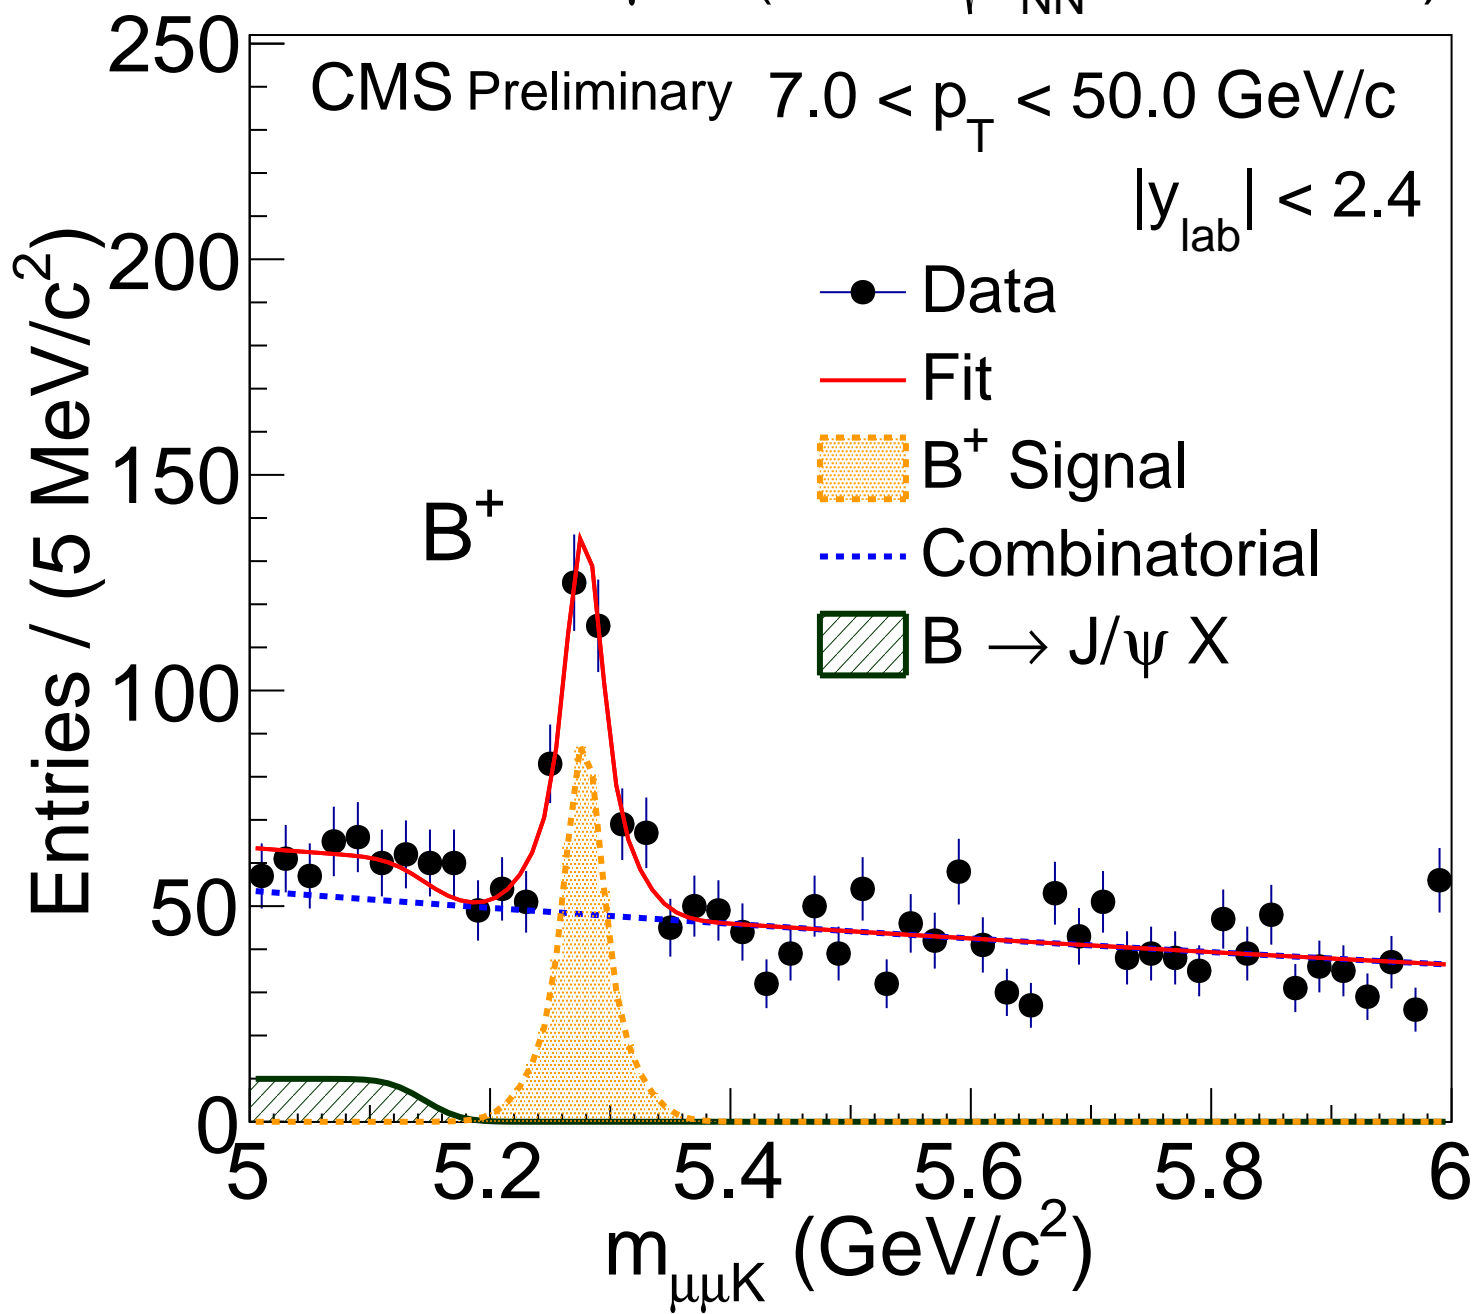 NN
250
CMS Preliminary 7.0 < p_T < 50.0 GeV/c
|y_lab| < 2.4
200
Data
Fit
B⁺ Signal
150
B⁺
Combinatorial
B → J/ψ X
100
50
0
Entries / (5 MeV/c²)
5 5.2 5.4 5.6 5.8 6
m_μμK (GeV/c²)